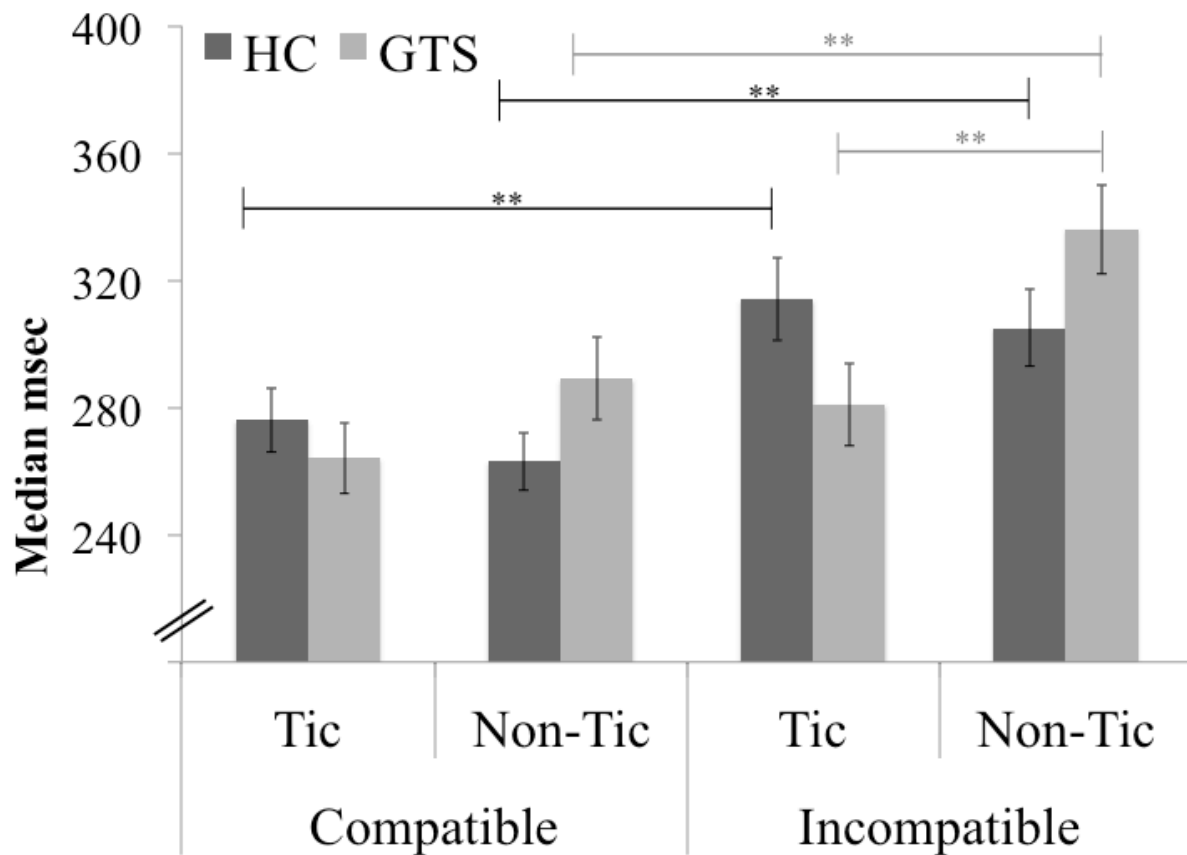 400
HC GTS
**
**
360
**
**
320
280
240
Median msec
Tic Non-Tic Tic Non-Tic
Compatible Incompatible